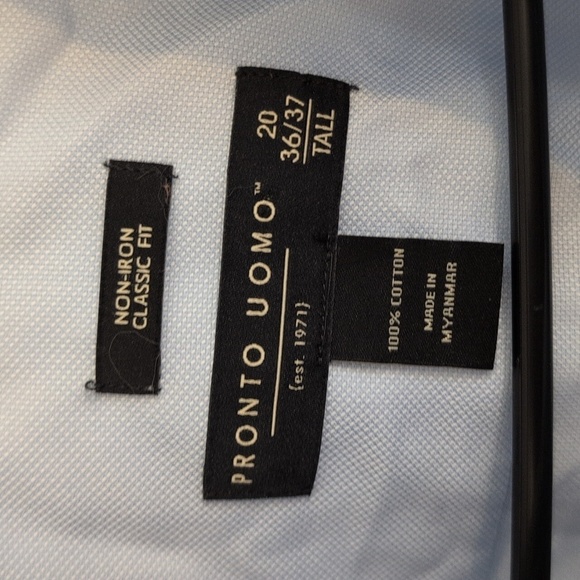 NON-IRON
CLASSIC FIT
PRONTO UOMO™
{est. 1971}
20
36/37
TALL
100% COTTON
MADE IN
MYANMAR